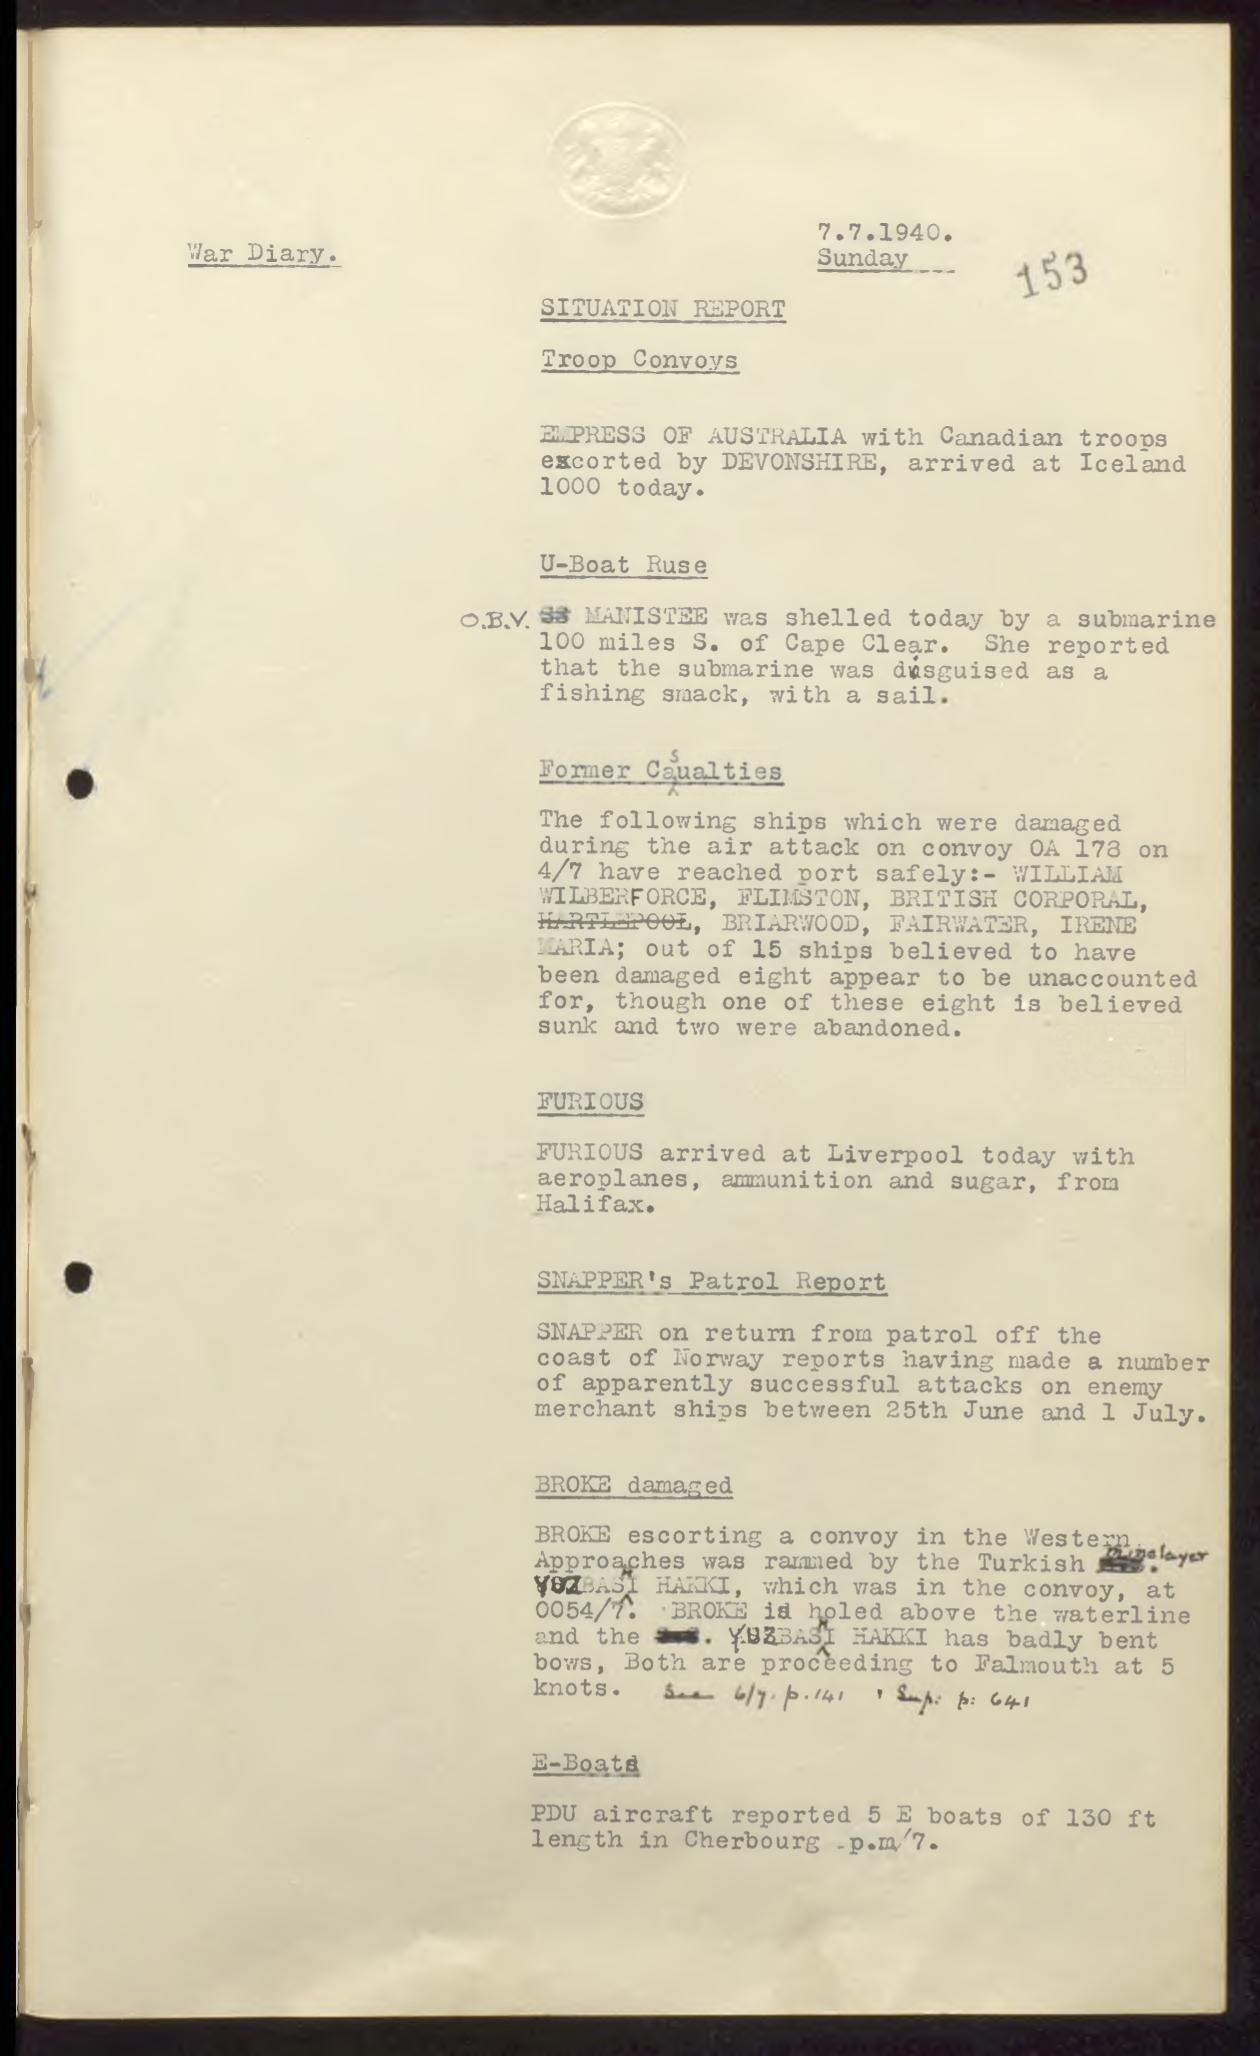 War Diary.
7.7.1940.
Sunday
153
SITUATION REPORT
Troop Convoys
EMPRESS OF AUSTRALIA with Canadian troops
escorted by DEVONSHIRE, arrived at Iceland
1000 today.
U-Boat Ruse
O.B.V. SS MANISTEE was shelled today by a submarine
100 miles S. of Cape Clear. She reported
that the submarine was disguised as a
fishing smack, with a sail.
Former Casualties
The following ships which were damaged
during the air attack on convoy OA 178 on
4/7 have reached port safely:- WILLIAM
WILBERFORCE, FLIMSTON, BRITISH CORPORAL,
HARTLEPOOL, BRIARWOOD, FAIRWATER, IRENE
MARIA; out of 15 ships believed to have
been damaged eight appear to be unaccounted
for, though one of these eight is believed
sunk and two were abandoned.
FURIOUS
FURIOUS arrived at Liverpool today with
aeroplanes, ammunition and sugar, from
Halifax.
SNAPPER's Patrol Report
SNAPPER on return from patrol off the
coast of Norway reports having made a number
of apparently successful attacks on enemy
merchant ships between 25th June and 1 July.
BROKE damaged
BROKE escorting a convoy in the Western
Approaches was rammed by the Turkish minelayer
YUZBASI HAKKI, which was in the convoy, at
0054/7. BROKE is holed above the waterline
and the YUZBASI HAKKI has badly bent
bows, Both are proceeding to Falmouth at 5
knots. See 6/7. p.141 Sup: p: 641
E-Boats
PDU aircraft reported 5 E boats of 130 ft
length in Cherbourg -p.m/7.